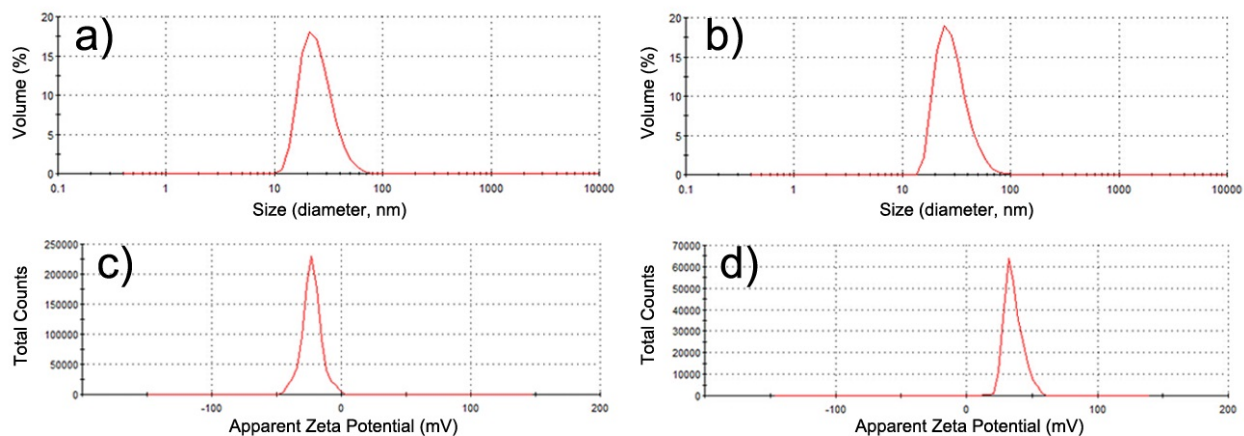 a)
Volume (%)
20
15
10
5
0
0.1 1 10 100 1000 10000
Size (diameter, nm)
b)
Volume (%)
20
15
10
5
0
0.1 1 10 100 1000 10000
Size (diameter, nm)
c)
Total Counts
250000
200000
150000
100000
50000
0
-100 0 100 200
Apparent Zeta Potential (mV)
d)
Total Counts
70000
60000
50000
40000
30000
20000
10000
0
-100 0 100 200
Apparent Zeta Potential (mV)